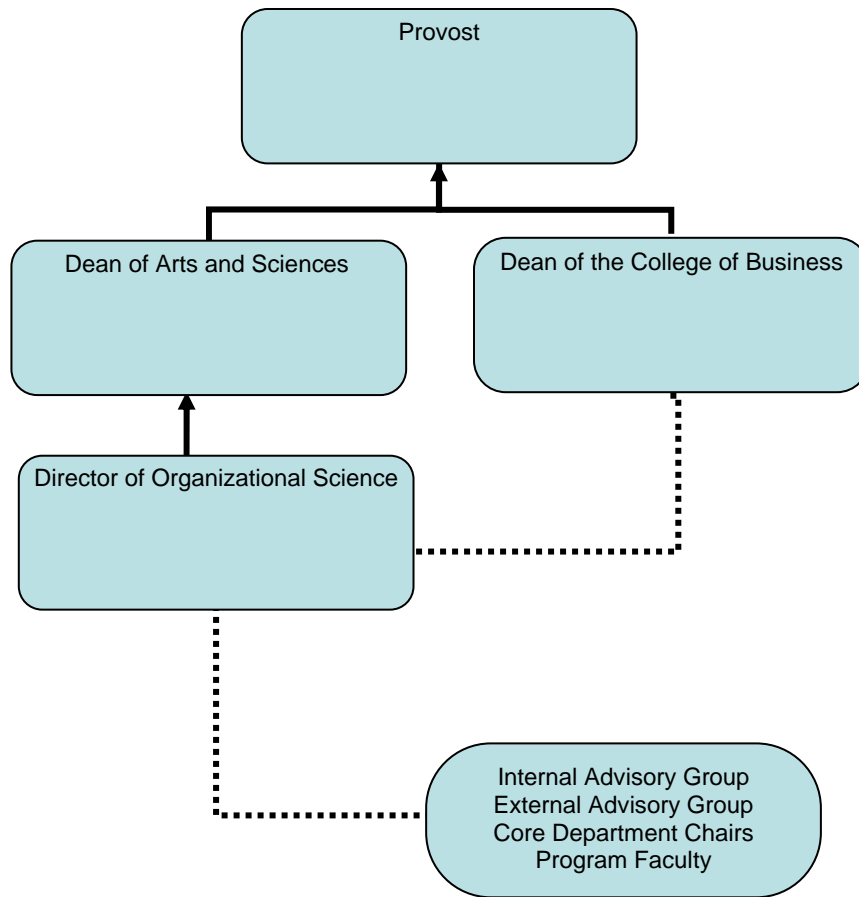 Provost
Dean of Arts and Sciences
Dean of the College of Business
Director of Organizational Science
Internal Advisory Group
External Advisory Group
Core Department Chairs
Program Faculty